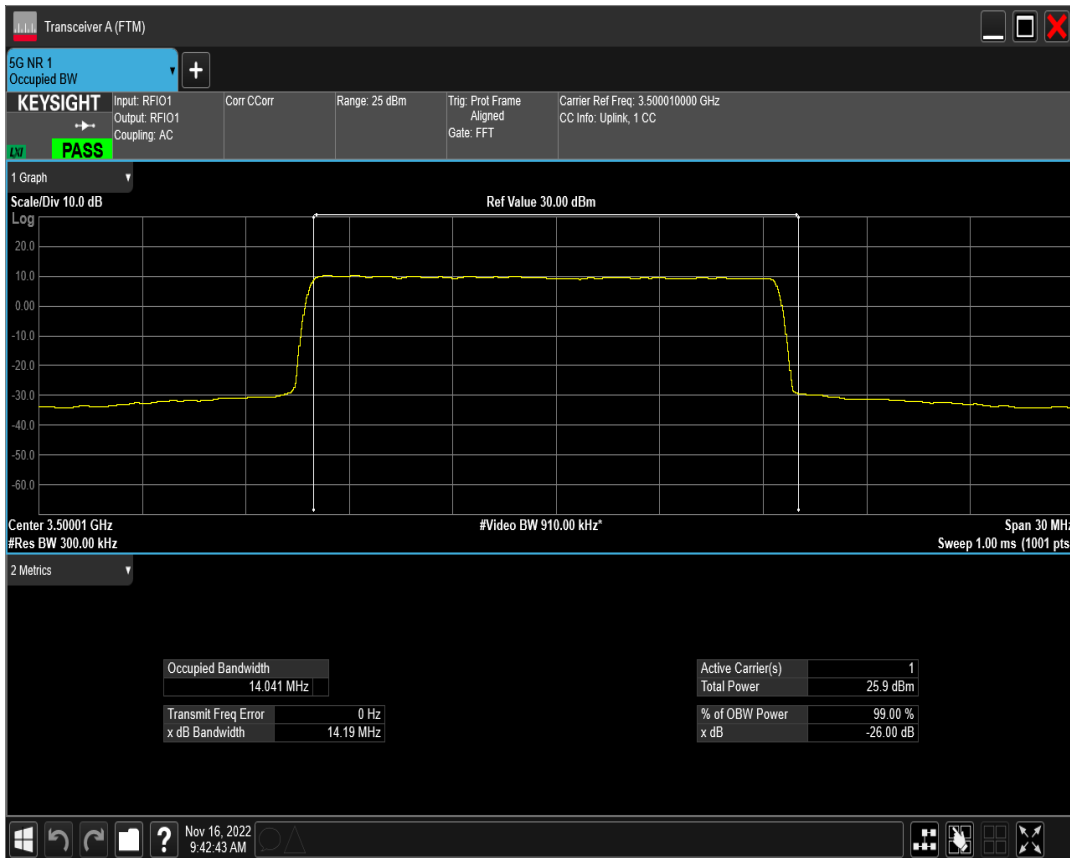 Transceiver A (FTM)
5G NR 1
Occupied BW
+
KEYSIGHT
LXI
PASS
Input: RFIO1
Output: RFIO1
Coupling: AC
Corr CCorr
Range: 25 dBm
Trig: Prot Frame
Aligned
Gate: FFT
Carrier Ref Freq: 3.500010000 GHz
CC Info: Uplink, 1 CC
1 Graph
Scale/Div 10.0 dB
Ref Value 30.00 dBm
Log
20.0
10.0
0.00
-10.0
-20.0
-30.0
-40.0
-50.0
-60.0
Center 3.50001 GHz
#Video BW 910.00 kHz*
Span 30 MHz
#Res BW 300.00 kHz
Sweep 1.00 ms (1001 pts
2 Metrics
Occupied Bandwidth
14.041 MHz
Transmit Freq Error 0 Hz
x dB Bandwidth 14.19 MHz
Active Carrier(s) 1
Total Power 25.9 dBm
% of OBW Power 99.00 %
x dB -26.00 dB
?
Nov 16, 2022
9:42:43 AM